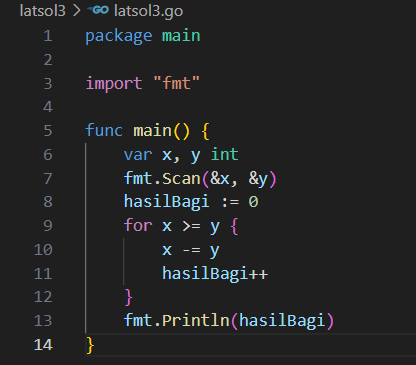 latsol3 > GO latsol3.go
1 package main
2
3 import "fmt"
4
5 func main() {
6     var x, y int
7     fmt.Scan(&x, &y)
8     hasilBagi := 0
9     for x >= y {
10         x -= y
11         hasilBagi++
12     }
13     fmt.Println(hasilBagi)
14 }